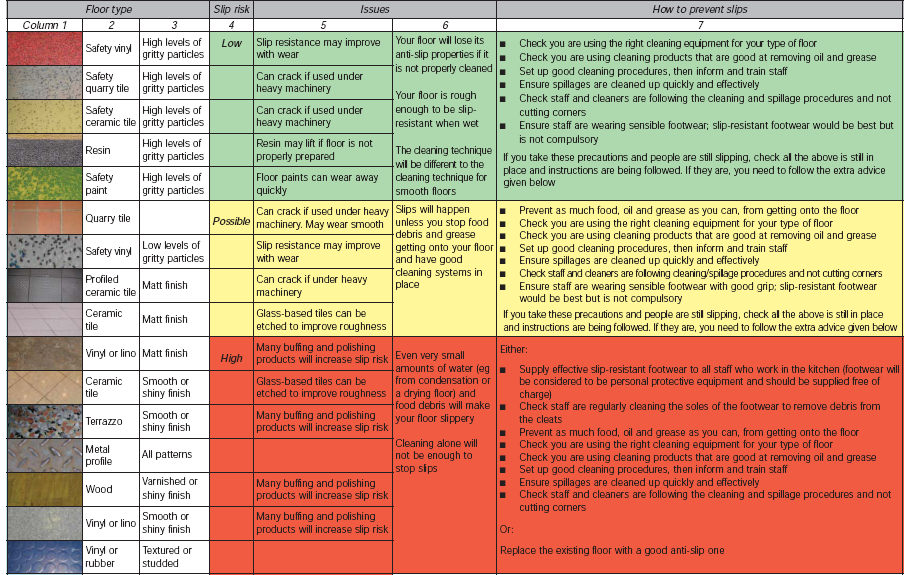 Floor type
Slip risk
Issues
How to prevent slips
Column 1
2
3
4
5
6
7
Safety vinyl
High levels of
gritty particles
Low
Slip resistance may improve
with wear
Safety
quarry tile
High levels of
gritty particles
Can crack if used under
heavy machinery
Safety
ceramic tile
High levels of
gritty particles
Can crack if used under
heavy machinery
Resin
High levels of
gritty particles
Resin may lift if floor is not
properly prepared
Safety
paint
High levels of
gritty particles
Floor paints can wear away
quickly
Your floor will lose its
anti-slip properties if it
is not properly cleaned
Your floor is rough
enough to be slip-
resistant when wet
The cleaning technique
will be different to the
cleaning technique for
smooth floors
■ Check you are using the right cleaning equipment for your type of floor
■ Check you are using cleaning products that are good at removing oil and grease
■ Set up good cleaning procedures, then inform and train staff
■ Ensure spillages are cleaned up quickly and effectively
■ Check staff and cleaners are following the cleaning and spillage procedures and not
cutting corners
■ Ensure staff are wearing sensible footwear; slip-resistant footwear would be best but
is not compulsory
If you take these precautions and people are still slipping, check all the above is still in
place and instructions are being followed. If they are, you need to follow the extra advice
given below
Quarry tile
Possible
Can crack if used under heavy
machinery. May wear smooth
Safety vinyl
Low levels of
gritty particles
Slip resistance may improve
with wear
Profiled
ceramic tile
Matt finish
Can crack if under heavy
machinery
Ceramic
tile
Matt finish
Glass-based tiles can be
etched to improve roughness
Slips will happen
unless you stop food
debris and grease
getting onto your floor
and have good
cleaning systems in
place
■ Prevent as much food, oil and grease as you can, from getting onto the floor
■ Check you are using the right cleaning equipment for your type of floor
■ Check you are using cleaning products that are good at removing oil and grease
■ Set up good cleaning procedures, then inform and train staff
■ Ensure spillages are cleaned up quickly and effectively
■ Check staff and cleaners are following cleaning/spillage procedures and not cutting corners
■ Ensure staff are wearing sensible footwear with good grip; slip-resistant footwear
would be best but is not compulsory
If you take these precautions and people are still slipping, check all the above is still in place
and instructions are being followed. If they are, you need to follow the extra advice given below
Vinyl or lino
Matt finish
High
Many buffing and polishing
products will increase slip risk
Ceramic
tile
Smooth or
shiny finish
Glass-based tiles can be
etched to improve roughness
Terrazzo
Smooth or
shiny finish
Many buffing and polishing
products will increase slip risk
Metal
profile
All patterns
Wood
Varnished or
shiny finish
Many buffing and polishing
products will increase slip risk
Vinyl or lino
Smooth or
shiny finish
Many buffing and polishing
products will increase slip risk
Vinyl or
rubber
Textured or
studded
Even very small
amounts of water (eg
from condensation or
a drying floor) and
food debris will make
your floor slippery
Cleaning alone will
not be enough to
stop slips
Either:
■ Supply effective slip-resistant footwear to all staff who work in the kitchen (footwear will
be considered to be personal protective equipment and should be supplied free of
charge)
■ Check staff are regularly cleaning the soles of the footwear to remove debris from
the cleats
■ Prevent as much food, oil and grease as you can, from getting onto the floor
■ Check you are using the right cleaning equipment for your type of floor
■ Check you are using cleaning products that are good at removing oil and grease
■ Set up good cleaning procedures, then inform and train staff
■ Ensure spillages are cleaned up quickly and effectively
■ Check staff and cleaners are following the cleaning and spillage procedures and not
cutting corners
Or:
Replace the existing floor with a good anti-slip one